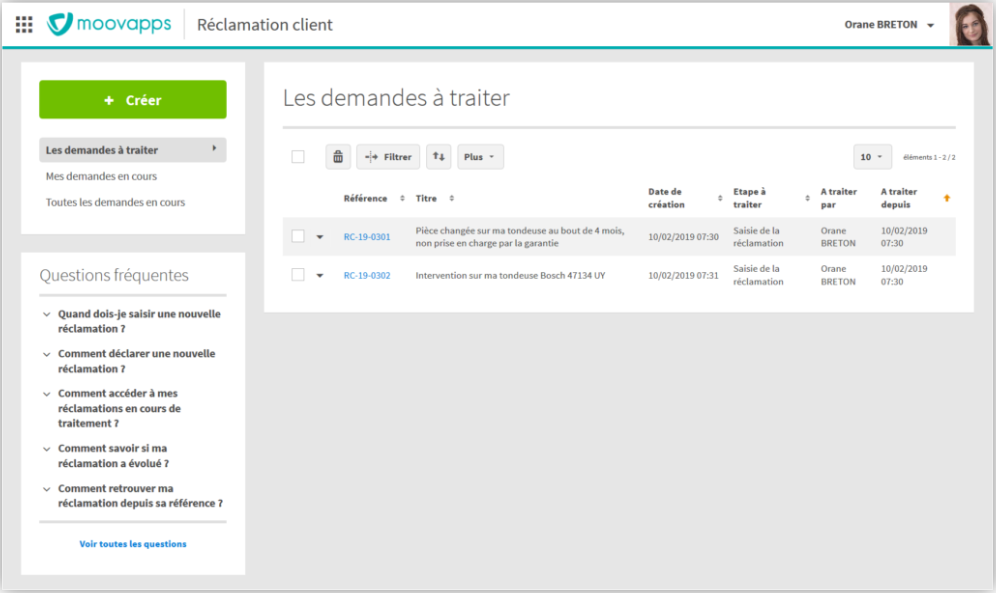 moovapps Réclamation client Orane BRETON
+ Créer
Les demandes à traiter
Mes demandes en cours
Toutes les demandes en cours
Questions fréquentes
Quand dois-je saisir une nouvelle
réclamation ?
Comment déclarer une nouvelle
réclamation ?
Comment accéder à mes
réclamations en cours de
traitement ?
Comment savoir si ma
réclamation a évolué ?
Comment retrouver ma
réclamation depuis sa référence ?
Voir toutes les questions
Les demandes à traiter
Filtrer Plus 10 éléments 1 - 2 / 2
Référence Titre Date de création Etape à traiter A traiter par A traiter depuis
RC-19-0301 Pièce changée sur ma tondeuse au bout de 4 mois, non prise en charge par la garantie 10/02/2019 07:30 Saisie de la réclamation Orane BRETON 10/02/2019 07:30
RC-19-0302 Intervention sur ma tondeuse Bosch 47134 UY 10/02/2019 07:31 Saisie de la réclamation Orane BRETON 10/02/2019 07:30